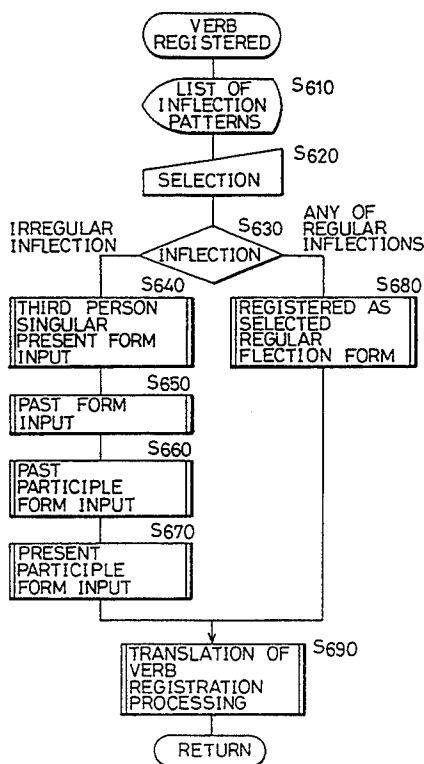 VERB
REGISTERED
S610
LIST OF
INFLECTION
PATTERNS
S620
SELECTION
S630
IRREGULAR
INFLECTION
ANY OF
REGULAR
INFLECTIONS
INFLECTION
S640
THIRD PERSON
SINGULAR
PRESENT FORM
INPUT
S680
REGISTERED AS
SELECTED
REGULAR
FLECTION FORM
S650
PAST FORM
INPUT
S660
PAST
PARTICIPLE
FORM INPUT
S670
PRESENT
PARTICIPLE
FORM INPUT
S690
TRANSLATION OF
VERB
REGISTRATION
PROCESSING
RETURN